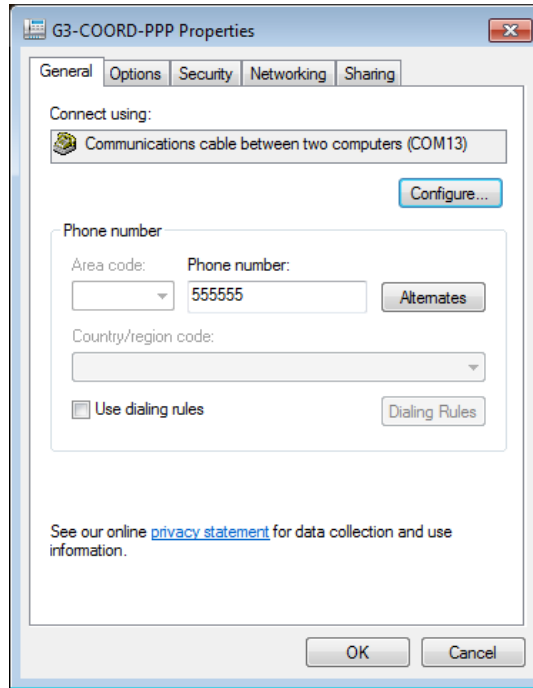 G3-COORD-PPP Properties
General Options Security Networking Sharing
Connect using:
Communications cable between two computers (COM13)
Configure...
Phone number
Area code: Phone number:
555555 Alternates
Country/region code:
Use dialing rules Dialing Rules
See our online privacy statement for data collection and use
information.
OK Cancel